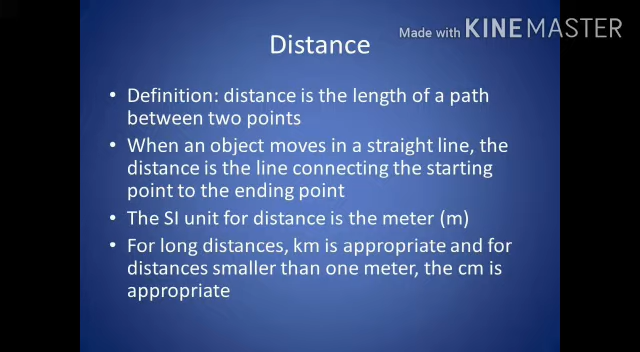 Made with KINEMASTER
Distance
• Definition: distance is the length of a path
between two points
• When an object moves in a straight line, the
distance is the line connecting the starting
point to the ending point
• The SI unit for distance is the meter (m)
• For long distances, km is appropriate and for
distances smaller than one meter, the cm is
appropriate